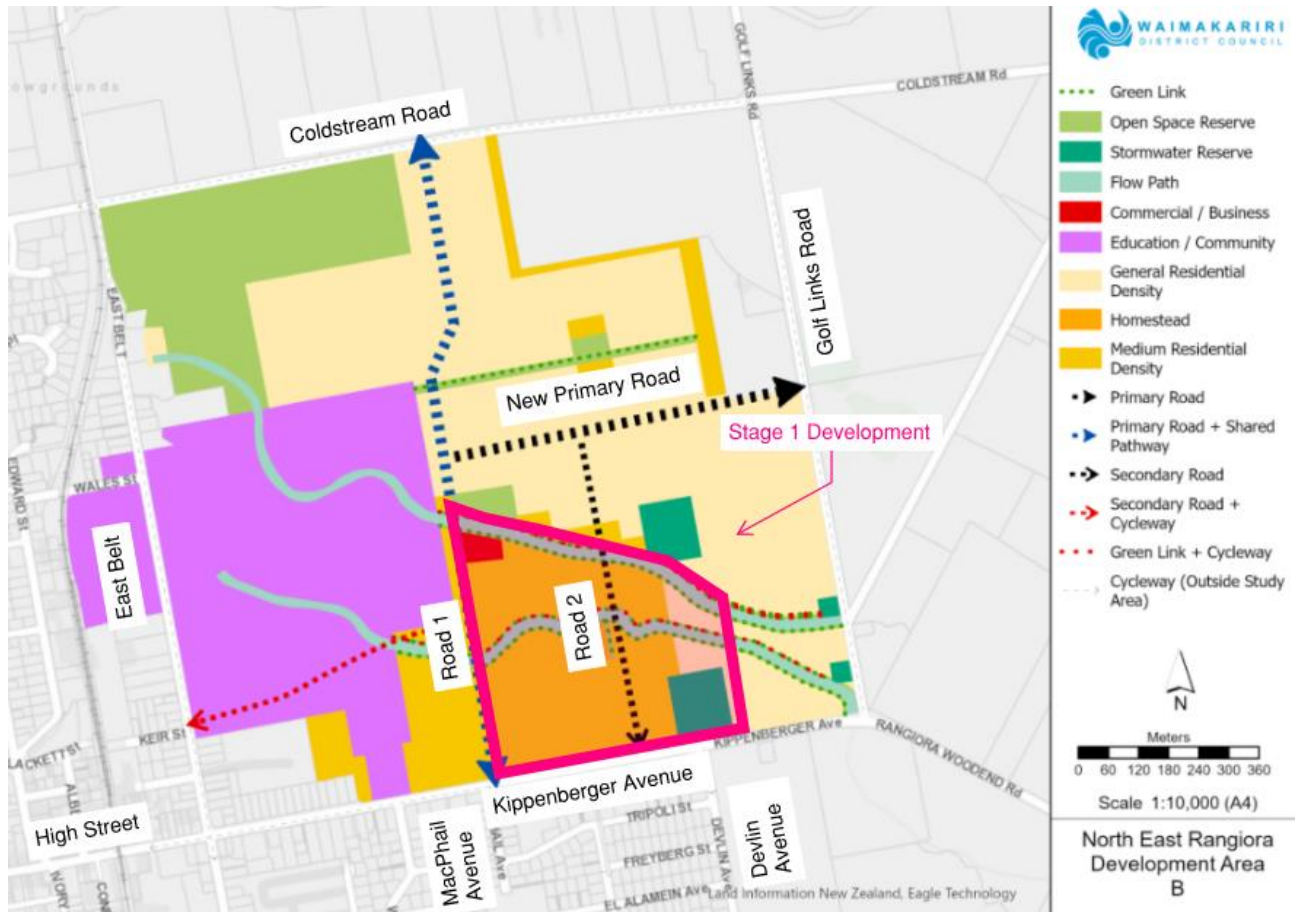 owgrounds
Coldstream Road
GOLF LINKS Rd
COLDSTREAM Rd
EAST BELT
New Primary Road
Golf Links Road
Stage 1 Development
WALES ST
EDWARD ST
East Belt
Road 1
Road 2
KEIR ST
High Street
Kippenberger Avenue
KIPPENBERGER Ave
RANGIORA WOODEND Rd
MacPhail
Avenue
TRIPOLI ST
FREYBERG ST
EL ALAMEIN AVE
DEVLIN AVE
Devlin
Avenue
Land Information New Zealand, Eagle Technology
WAIMAKARIRI
DISTRICT COUNCIL
Green Link
Open Space Reserve
Stormwater Reserve
Flow Path
Commercial / Business
Education / Community
General Residential
Density
Homestead
Medium Residential
Density
Primary Road
Primary Road + Shared
Pathway
Secondary Road
Secondary Road +
Cycleway
Green Link + Cycleway
Cycleway (Outside Study
Area)
N
Meters
0 60 120 180 240 300 360
Scale 1:10,000 (A4)
North East Rangiora
Development Area
B